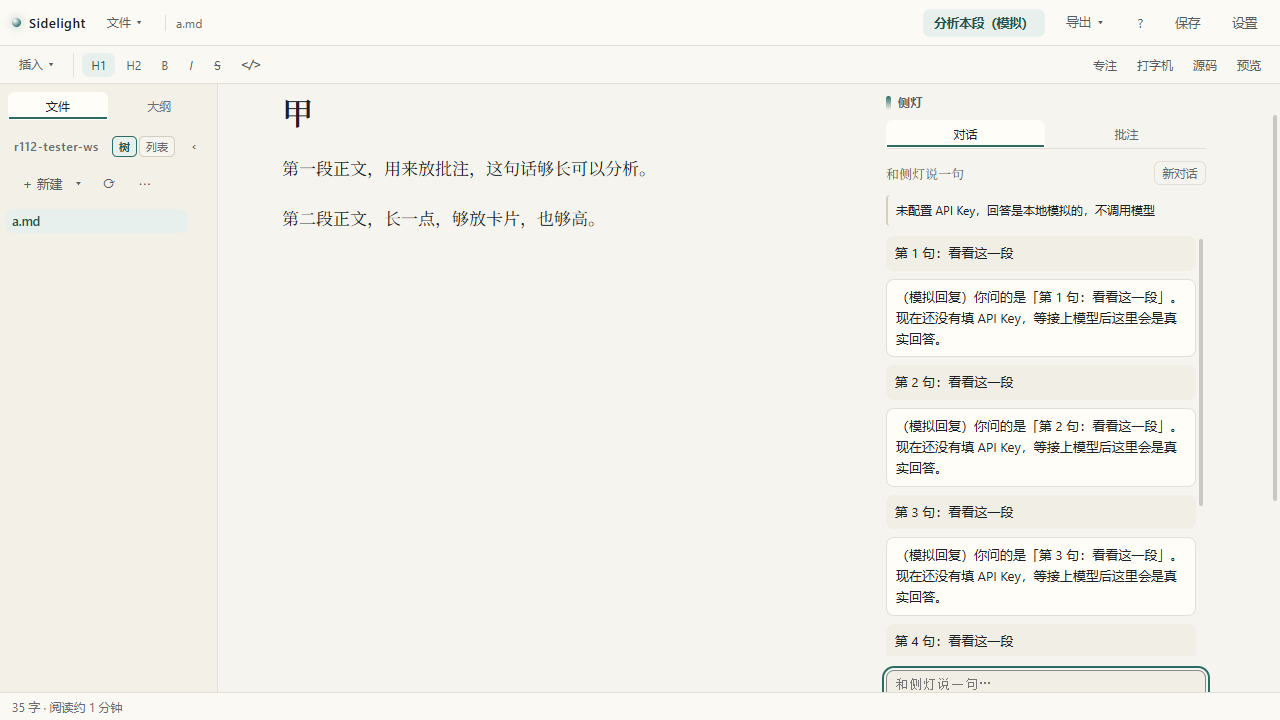 Sidelight
文件
a.md
分析本段（模拟）
导出
?
保存
设置
插入
H1
H2
B
I
S
</>
专注
打字机
源码
预览
文件
大纲
r112-tester-ws
树
列表
‹
+ 新建
⟳
···
a.md
甲
第一段正文，用来放批注，这句话够长可以分析。
第二段正文，长一点，够放卡片，也够高。
侧灯
对话
批注
和侧灯说一句
新对话
未配置 API Key，回答是本地模拟的，不调用模型
第 1 句：看看这一段
（模拟回复）你问的是「第 1 句：看看这一段」。
现在还没有填 API Key，等接上模型后这里会是真
实回答。
第 2 句：看看这一段
（模拟回复）你问的是「第 2 句：看看这一段」。
现在还没有填 API Key，等接上模型后这里会是真
实回答。
第 3 句：看看这一段
（模拟回复）你问的是「第 3 句：看看这一段」。
现在还没有填 API Key，等接上模型后这里会是真
实回答。
第 4 句：看看这一段
和侧灯说一句…
35 字 · 阅读约 1 分钟